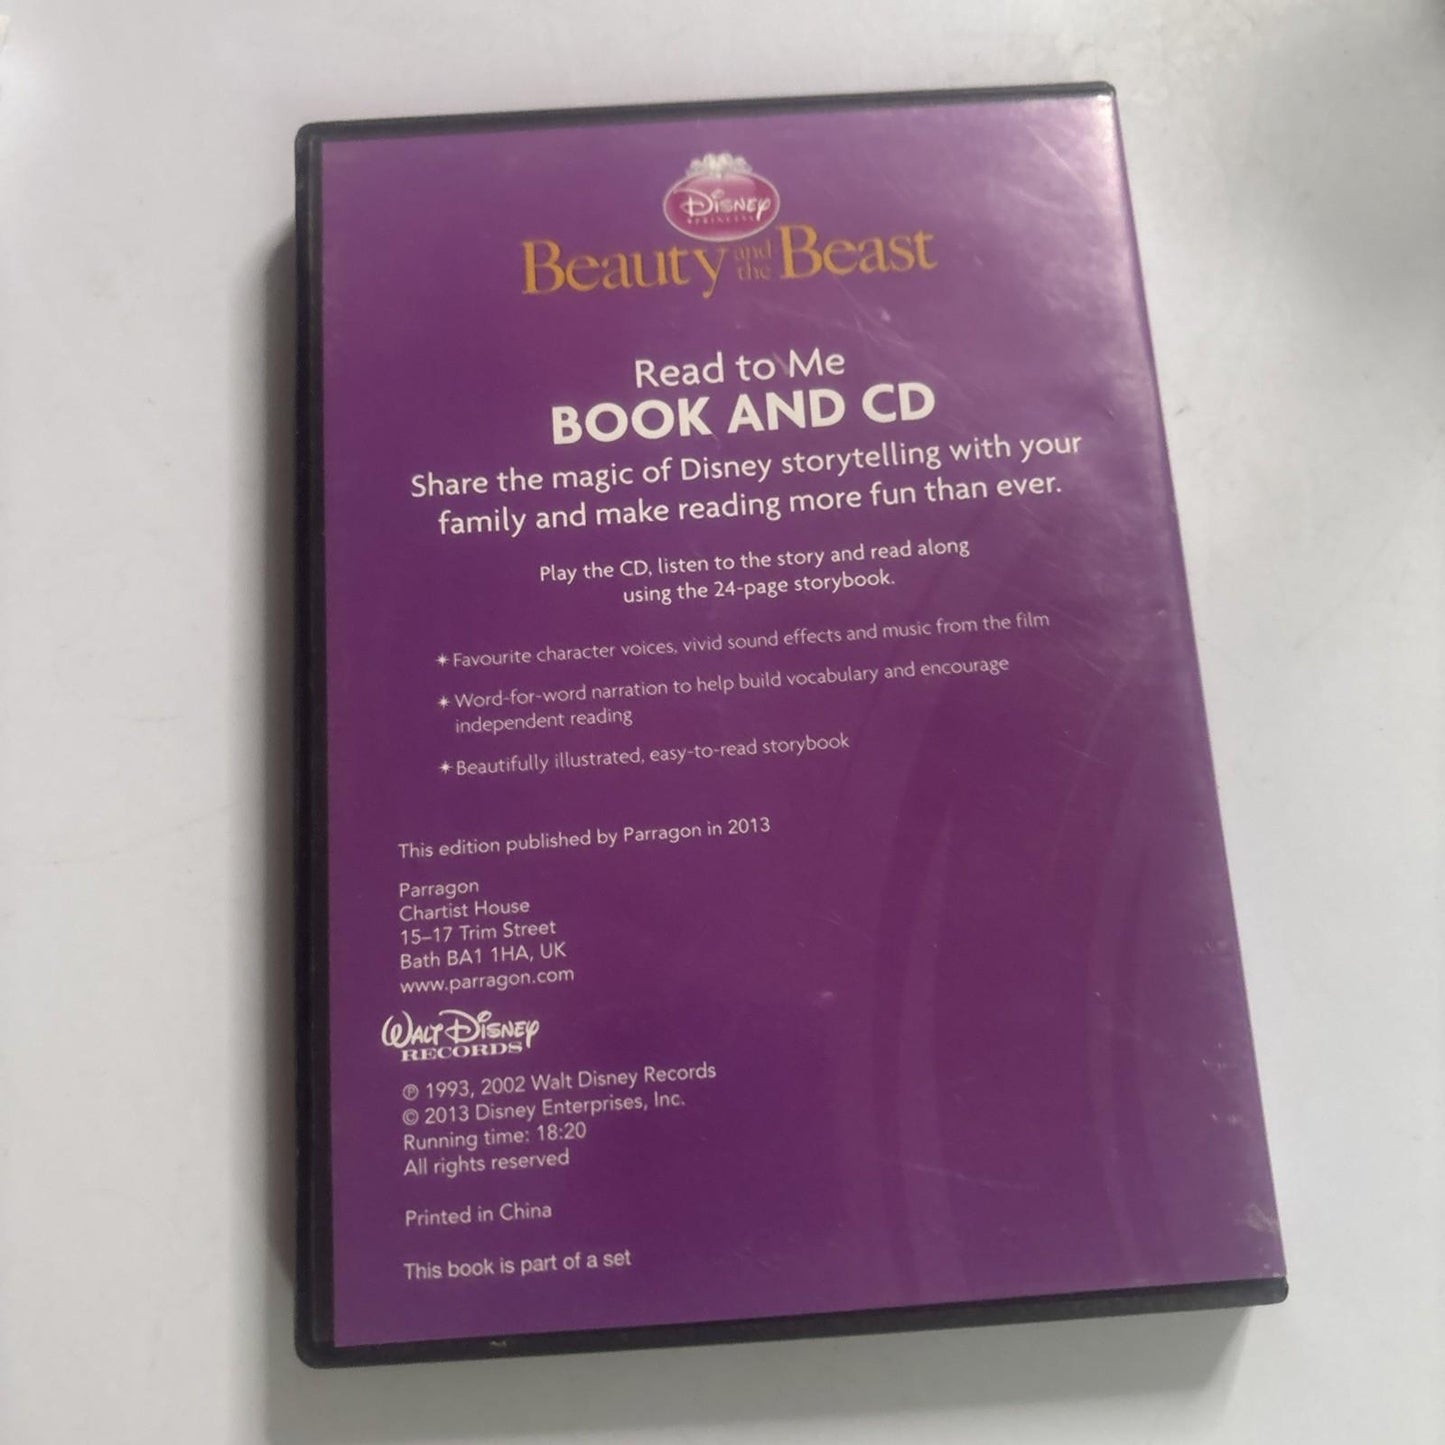 Disney
PRINCESS
Beauty and the Beast
Read to Me
BOOK AND CD
Share the magic of Disney storytelling with your
family and make reading more fun than ever.
Play the CD, listen to the story and read along
using the 24-page storybook.
✴ Favourite character voices, vivid sound effects and music from the film
✴ Word-for-word narration to help build vocabulary and encourage
independent reading
✴ Beautifully illustrated, easy-to-read storybook
This edition published by Parragon in 2013
Parragon
Chartist House
15–17 Trim Street
Bath BA1 1HA, UK
www.parragon.com
WALT DISNEY
RECORDS
℗ 1993, 2002 Walt Disney Records
© 2013 Disney Enterprises, Inc.
Running time: 18:20
All rights reserved
Printed in China
This book is part of a set